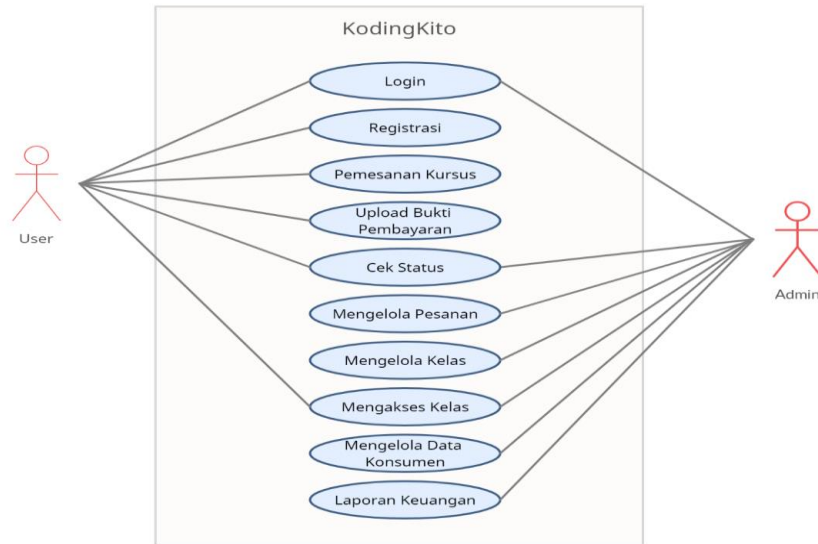 KodingKito
Login
Registrasi
Pemesanan Kursus
Upload Bukti
Pembayaran
Cek Status
Mengelola Pesanan
Mengelola Kelas
Mengakses Kelas
Mengelola Data
Konsumen
Laporan Keuangan
User
Admin